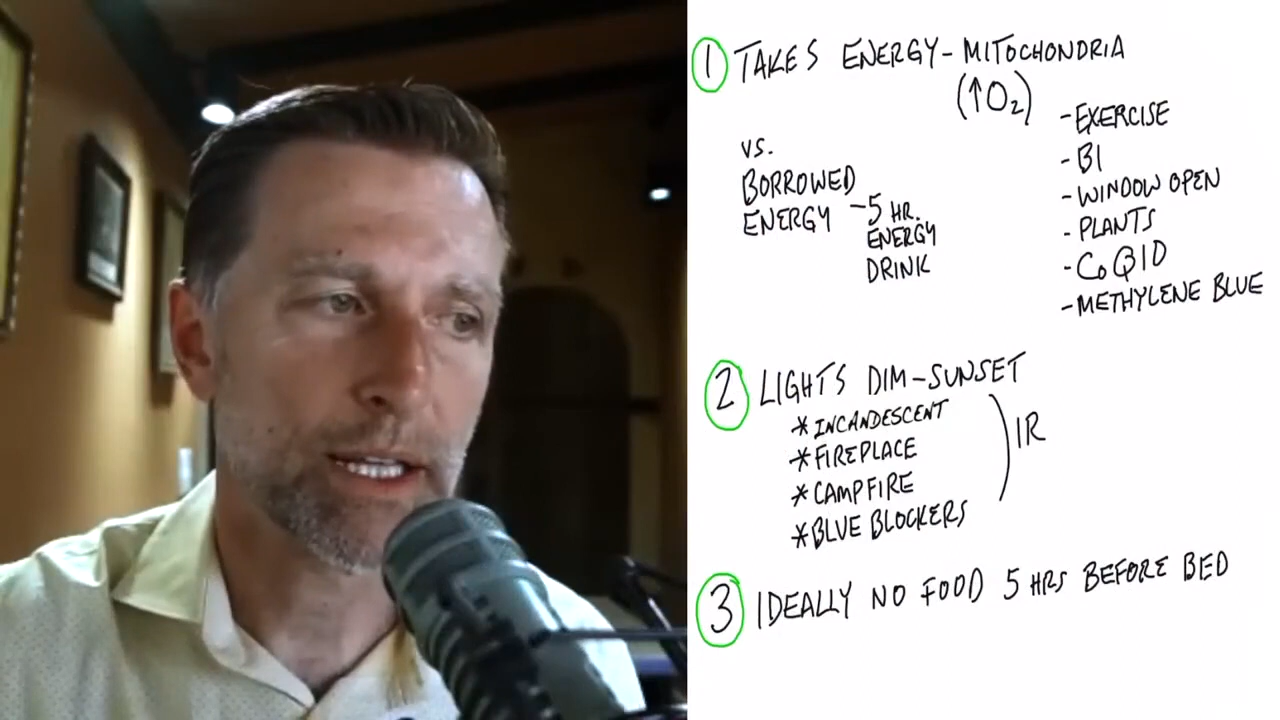 1 TAKES ENERGY - MITOCHONDRIA
(↑O₂)
- EXERCISE
- B1
- WINDOW OPEN
- PLANTS
- CoQ10
- METHYLENE BLUE
VS.
BORROWED
ENERGY - 5 HR.
ENERGY
DRINK
2 LIGHTS DIM - SUNSET
* INCANDESCENT
* FIREPLACE
* CAMPFIRE
* BLUE BLOCKERS
) IR
3 IDEALLY NO FOOD 5 HRS BEFORE BED